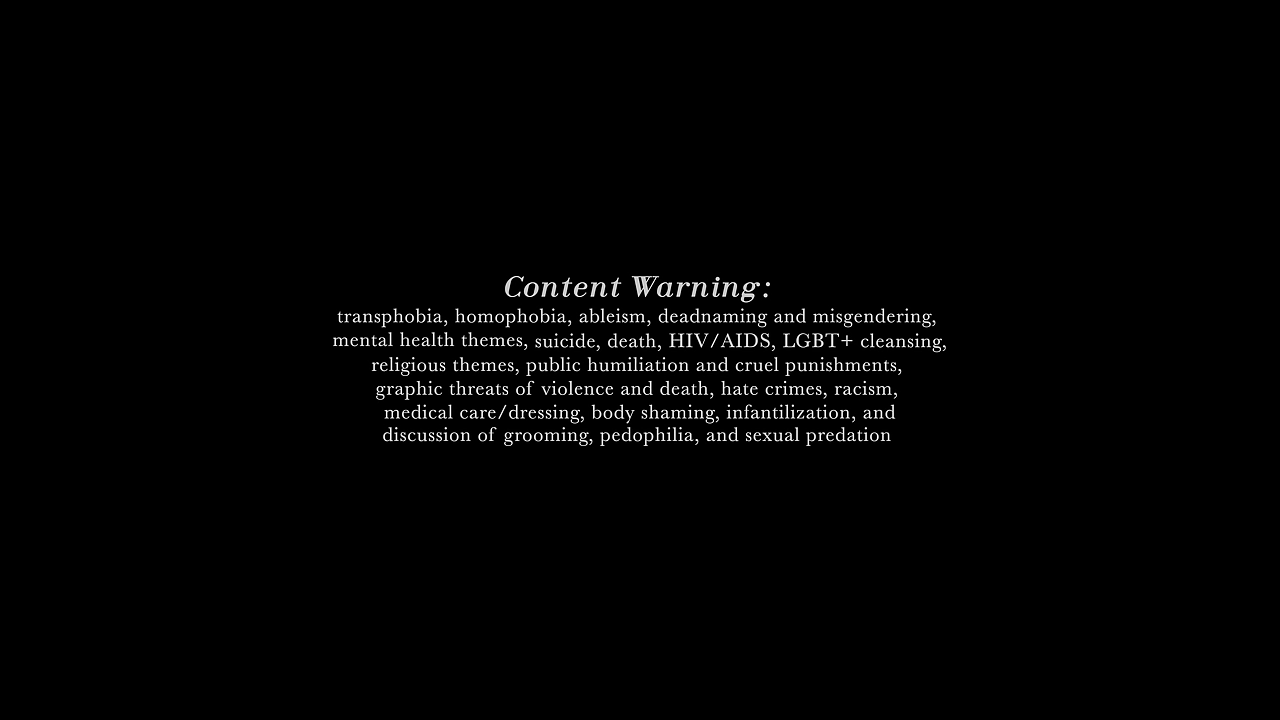 Content Warning:
transphobia, homophobia, ableism, deadnaming and misgendering,
mental health themes, suicide, death, HIV/AIDS, LGBT+ cleansing,
religious themes, public humiliation and cruel punishments,
graphic threats of violence and death, hate crimes, racism,
medical care/dressing, body shaming, infantilization, and
discussion of grooming, pedophilia, and sexual predation